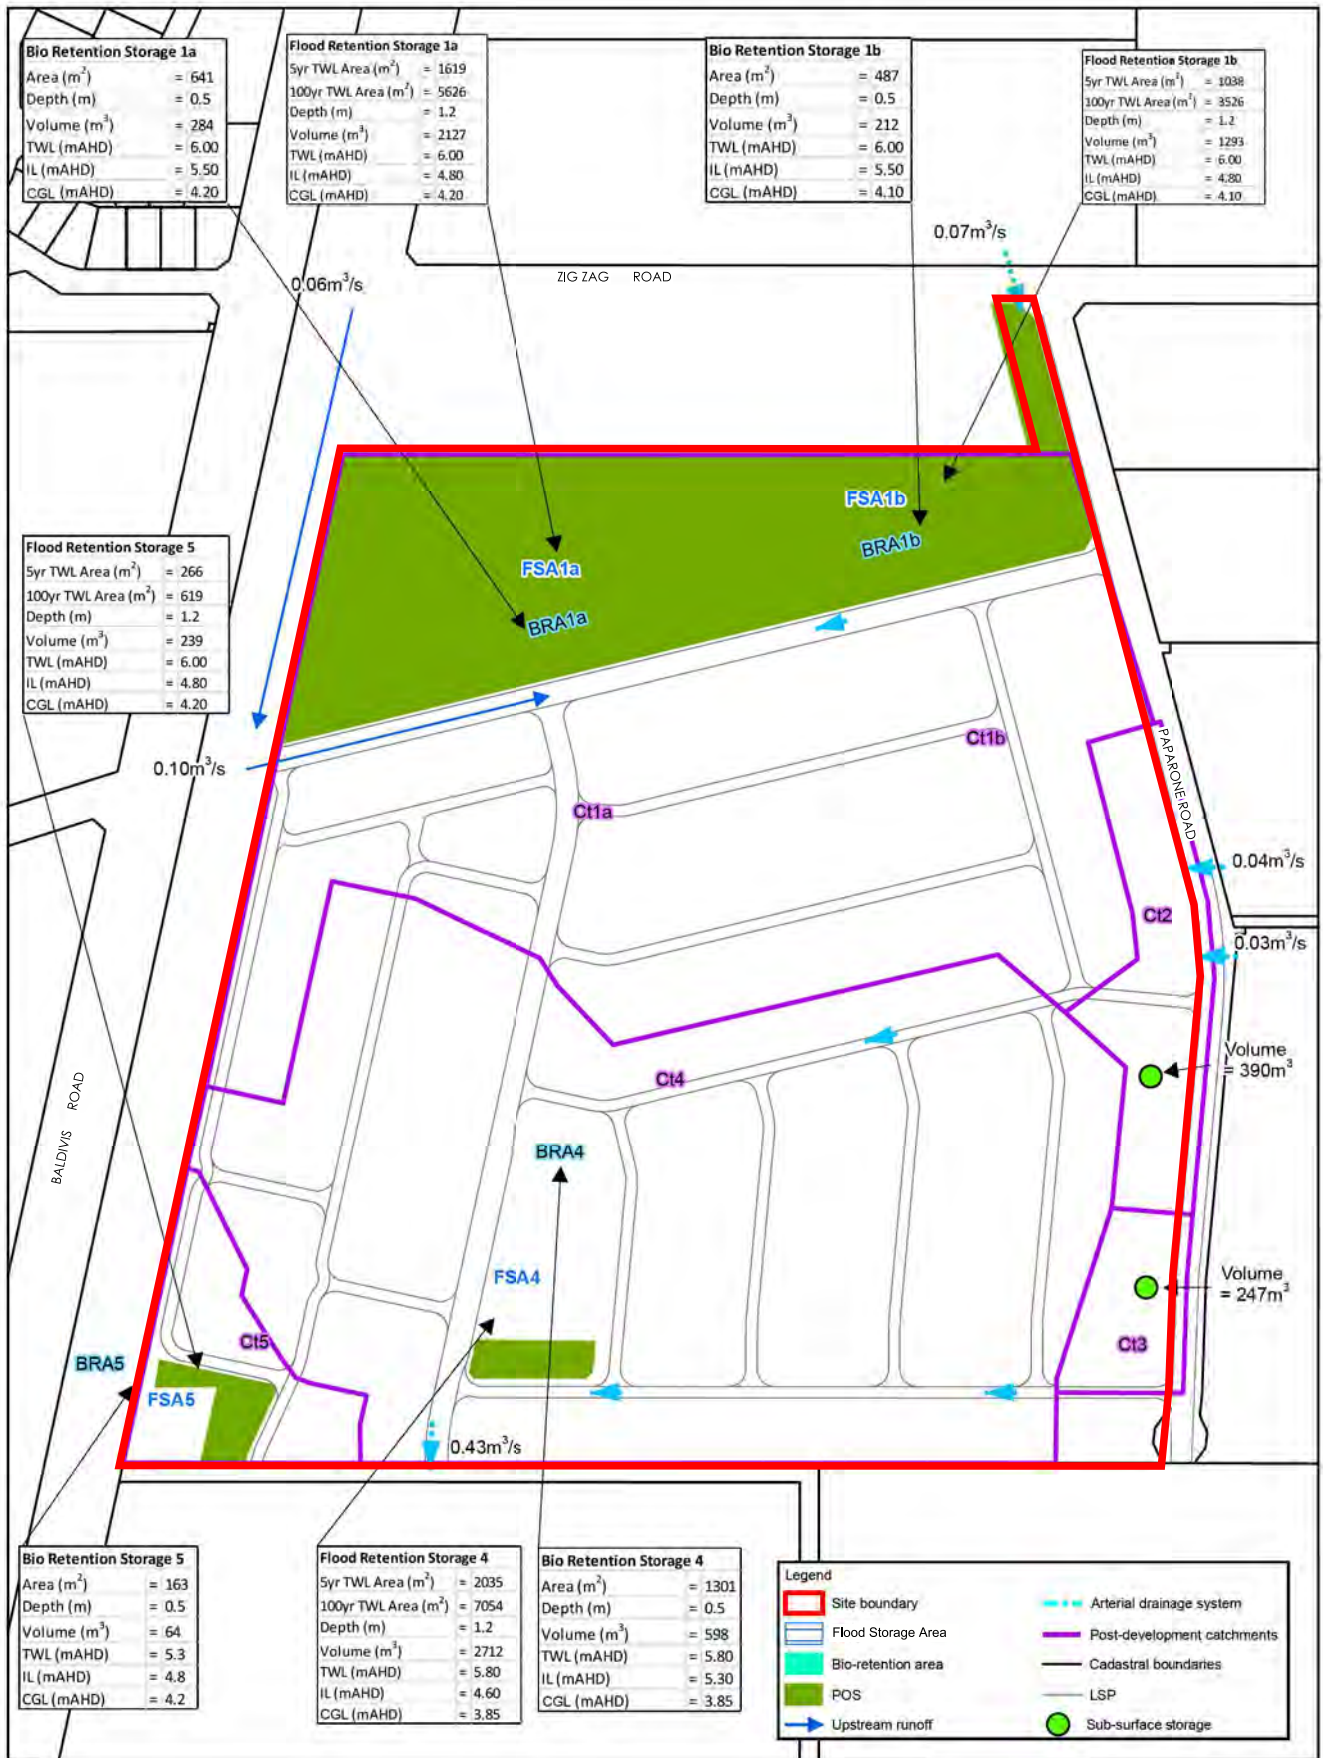 Bio Retention Storage 1a
Area (m²) = 641
Depth (m) = 0.5
Volume (m³) = 284
TWL (mAHD) = 6.00
IL (mAHD) = 5.50
CGL (mAHD) = 4.20
Flood Retention Storage 1a
5yr TWL Area (m²) = 1619
100yr TWL Area (m²) = 5626
Depth (m) = 1.2
Volume (m³) = 2127
TWL (mAHD) = 6.00
IL (mAHD) = 4.80
CGL (mAHD) = 4.20
Bio Retention Storage 1b
Area (m²) = 487
Depth (m) = 0.5
Volume (m³) = 212
TWL (mAHD) = 6.00
IL (mAHD) = 5.50
CGL (mAHD) = 4.10
Flood Retention Storage 1b
5yr TWL Area (m²) = 1038
100yr TWL Area (m²) = 3526
Depth (m) = 1.2
Volume (m³) = 1293
TWL (mAHD) = 6.00
IL (mAHD) = 4.80
CGL (mAHD) = 4.10
0.07m³/s
ZIG ZAG ROAD
0.06m³/s
FSA1b
BRA1b
FSA1a
BRA1a
Flood Retention Storage 5
5yr TWL Area (m²) = 266
100yr TWL Area (m²) = 619
Depth (m) = 1.2
Volume (m³) = 239
TWL (mAHD) = 6.00
IL (mAHD) = 4.80
CGL (mAHD) = 4.20
0.10m³/s
Ct1b
PAPARONE ROAD
Ct1a
0.04m³/s
Ct2
0.03m³/s
Volume
= 390m³
Ct4
BALDIVIS ROAD
BRA4
FSA4
Volume
= 247m³
Ct5
Ct3
BRA5
FSA5
0.43m³/s
Bio Retention Storage 5
Area (m²) = 163
Depth (m) = 0.5
Volume (m³) = 64
TWL (mAHD) = 5.3
IL (mAHD) = 4.8
CGL (mAHD) = 4.2
Flood Retention Storage 4
5yr TWL Area (m²) = 2035
100yr TWL Area (m²) = 7054
Depth (m) = 1.2
Volume (m³) = 2712
TWL (mAHD) = 5.80
IL (mAHD) = 4.60
CGL (mAHD) = 3.85
Bio Retention Storage 4
Area (m²) = 1301
Depth (m) = 0.5
Volume (m³) = 598
TWL (mAHD) = 5.80
IL (mAHD) = 5.30
CGL (mAHD) = 3.85
Legend
Site boundary
Flood Storage Area
Bio-retention area
POS
Upstream runoff
Arterial drainage system
Post-development catchments
Cadastral boundaries
LSP
Sub-surface storage